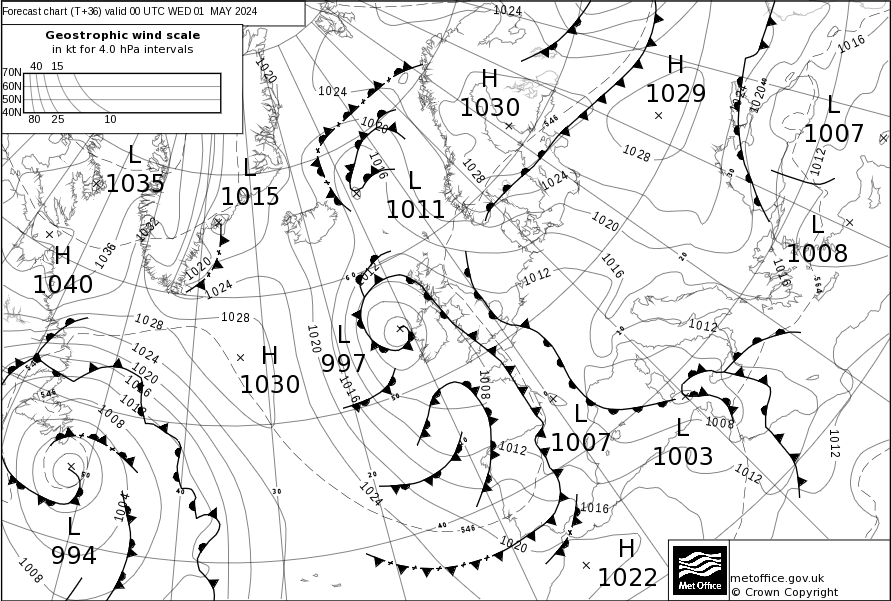 Forecast chart (T+36) valid 00 UTC WED 01 MAY 2024
Geostrophic wind scale
in kt for 4.0 hPa intervals
40 15
70N
60N
50N
40N
80 25 10
1024
1016
1020
1024
H
1030
H
1029
1024
1020
L
1007
1020
546
1016
1028
1028
1012
L
1035
L
1015
L
1011
1024
30
1032
1020
L
1008
1036
H
1040
1020
1024
60
1012
1012
1016
20
1016
564
1028
1028
1020
L
997
10
1012
1024
1020
1016
1012
H
1030
1016
1008
546
546
50
1008
L
1007
L
1003
1008
1012
1012
1012
50
20
1024
40
30
1004
40
546
1016
1020
L
994
1008
H
1022
Met Office
metoffice.gov.uk
© Crown Copyright